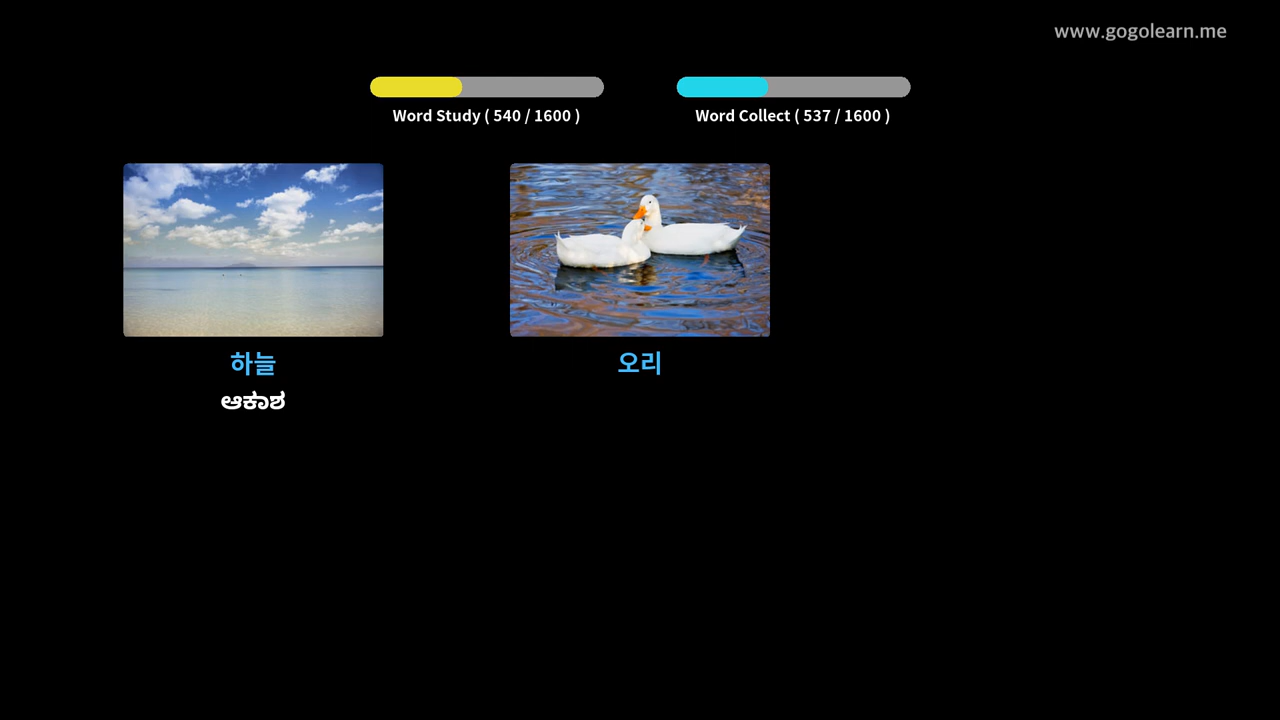 www.gogolearn.me
Word Study ( 540 / 1600 )
Word Collect ( 537 / 1600 )
하늘
오리
ಆಕಾಶ